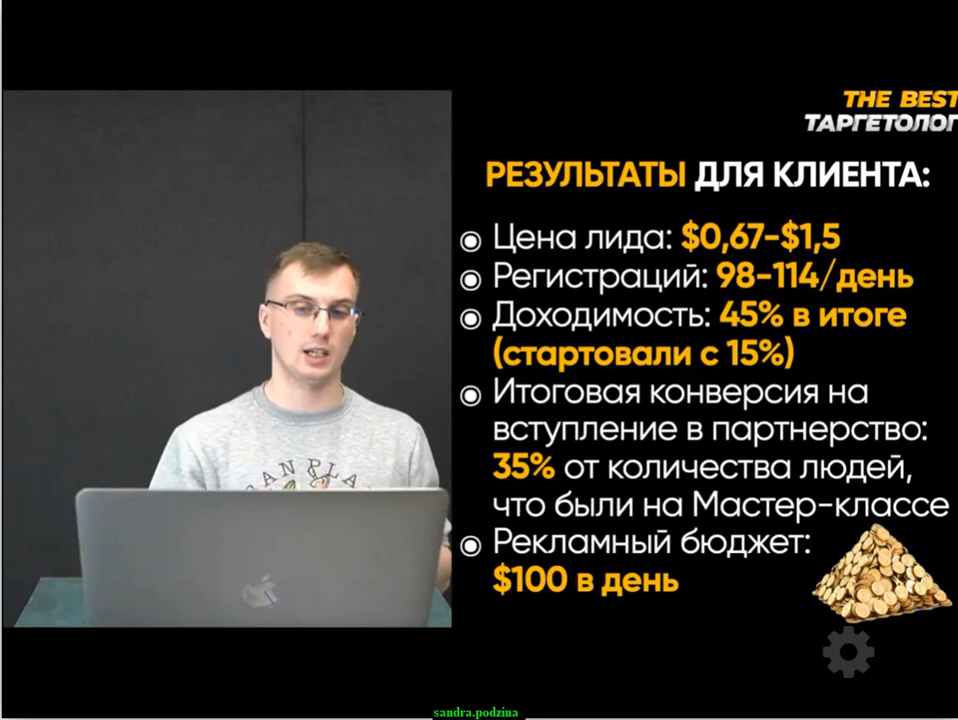 THE BEST
ТАРГЕТОЛОГ
РЕЗУЛЬТАТЫ ДЛЯ КЛИЕНТА:
Цена лида: $0,67-$1,5
Регистраций: 98-114/день
Доходимость: 45% в итоге
(стартовали с 15%)
Итоговая конверсия на
вступление в партнерство:
35% от количества людей,
что были на Мастер-классе
Рекламный бюджет:
$100 в день
sandra.podzina